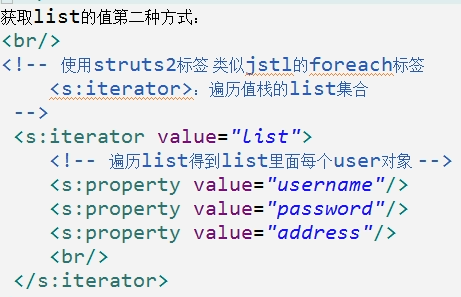 获取list的值第二种方式:
<br/>
<!-- 使用struts2标签 类似jstl的foreach标签
<s:iterator>: 遍历值栈的list集合
-->
<s:iterator value="list">
<!-- 遍历list得到list里面每个user对象 -->
<s:property value="username"/>
<s:property value="password"/>
<s:property value="address"/>
<br/>
</s:iterator>